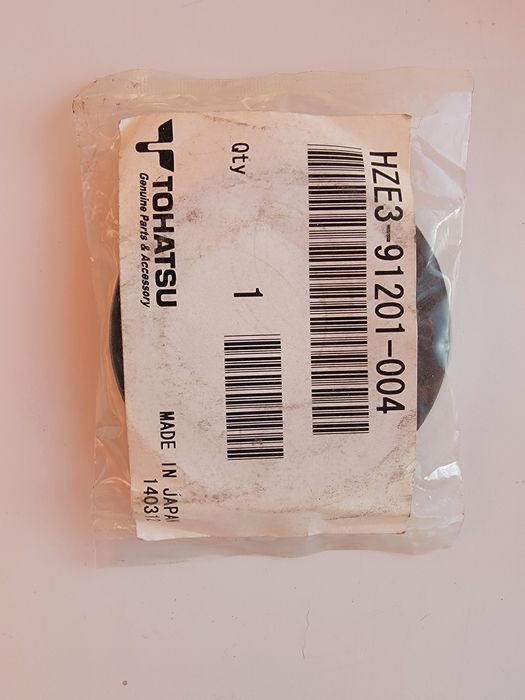 HZE3-91201-004
Qty
1
TOHATSU
Genuine Parts & Accessory
MADE IN JAPAN